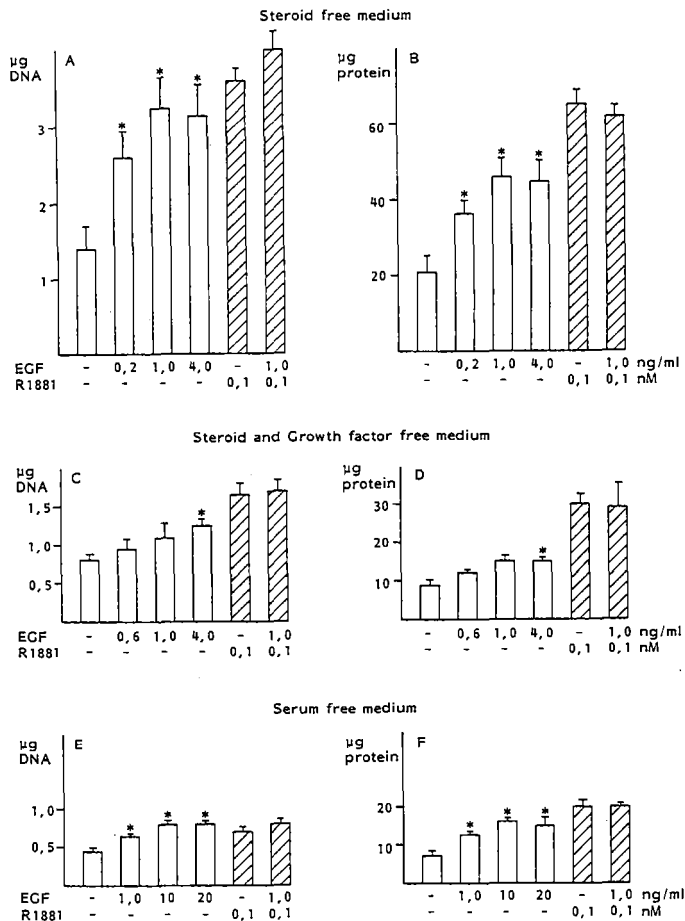 Steroid free medium
µg
DNA
A
3
2
1
* * *
EGF - 0,2 1,0 4,0 - 1,0
R1881 - - - - 0,1 0,1
µg
protein
B
60
40
20
* * *
- 0,2 1,0 4,0 - 1,0 ng/ml
- - - - 0,1 0,1 nM
Steroid and Growth factor free medium
µg
DNA
C
1,5
1,0
0,5
*
EGF - 0,6 1,0 4,0 - 1,0
R1881 - - - - 0,1 0,1
µg
protein
D
30
20
10
*
- 0,6 1,0 4,0 - 1,0 ng/ml
- - - - 0,1 0,1 nM
Serum free medium
µg
DNA
E
1,0
0,5
* * *
EGF - 1,0 10 20 - 1,0
R1881 - - - - 0,1 0,1
µg
protein
F
20
10
* * *
- 1,0 10 20 - 1,0 ng/ml
- - - - 0,1 0,1 nM